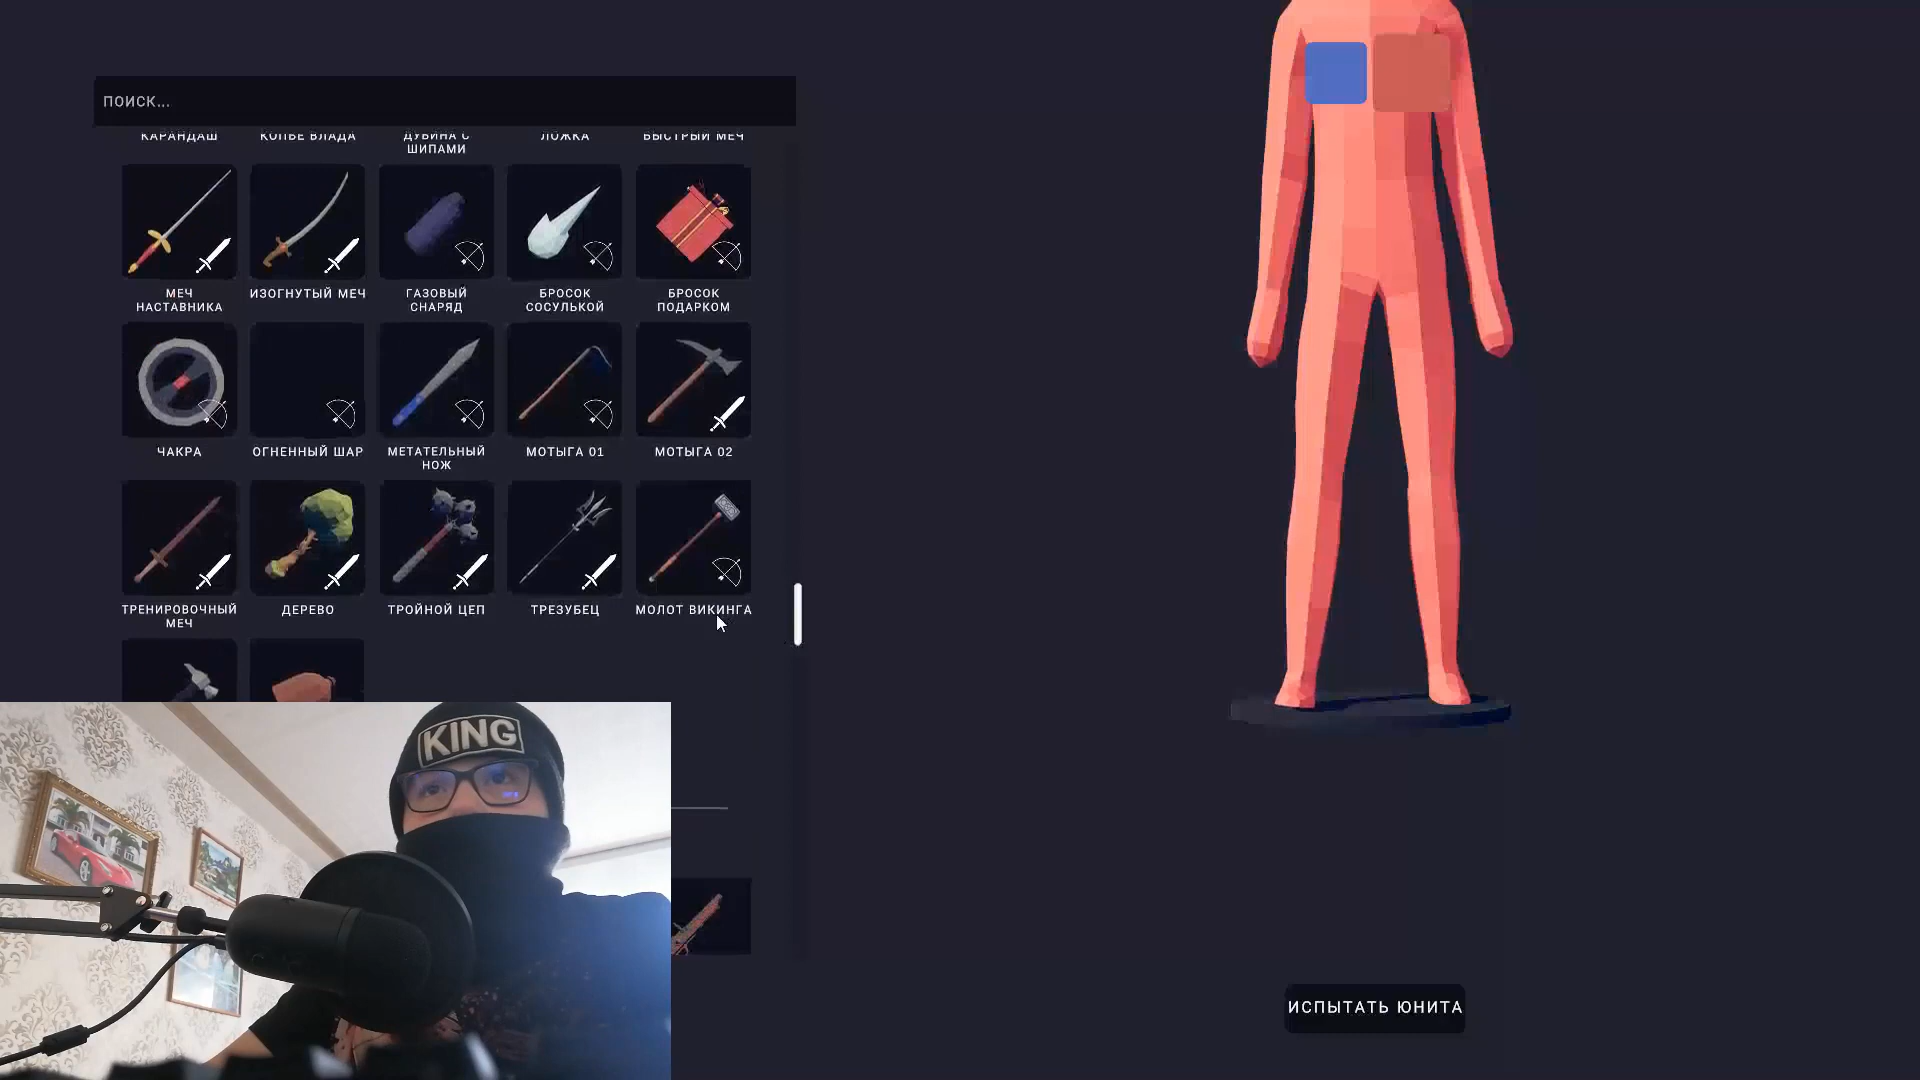 ПОИСК...
КАРАНДАШ
КОПЬЕ ВЛАДА
ДУБИНА С
ШИПАМИ
ЛОЖКА
БЫСТРЫЙ МЕЧ
МЕЧ
НАСТАВНИКА
ИЗОГНУТЫЙ МЕЧ
ГАЗОВЫЙ
СНАРЯД
БРОСОК
СОСУЛЬКОЙ
БРОСОК
ПОДАРКОМ
ЧАКРА
ОГНЕННЫЙ ШАР
МЕТАТЕЛЬНЫЙ
НОЖ
МОТЫГА 01
МОТЫГА 02
ТРЕНИРОВОЧНЫЙ
МЕЧ
ДЕРЕВО
ТРОЙНОЙ ЦЕП
ТРЕЗУБЕЦ
МОЛОТ ВИКИНГА
KING
ИСПЫТАТЬ ЮНИТА